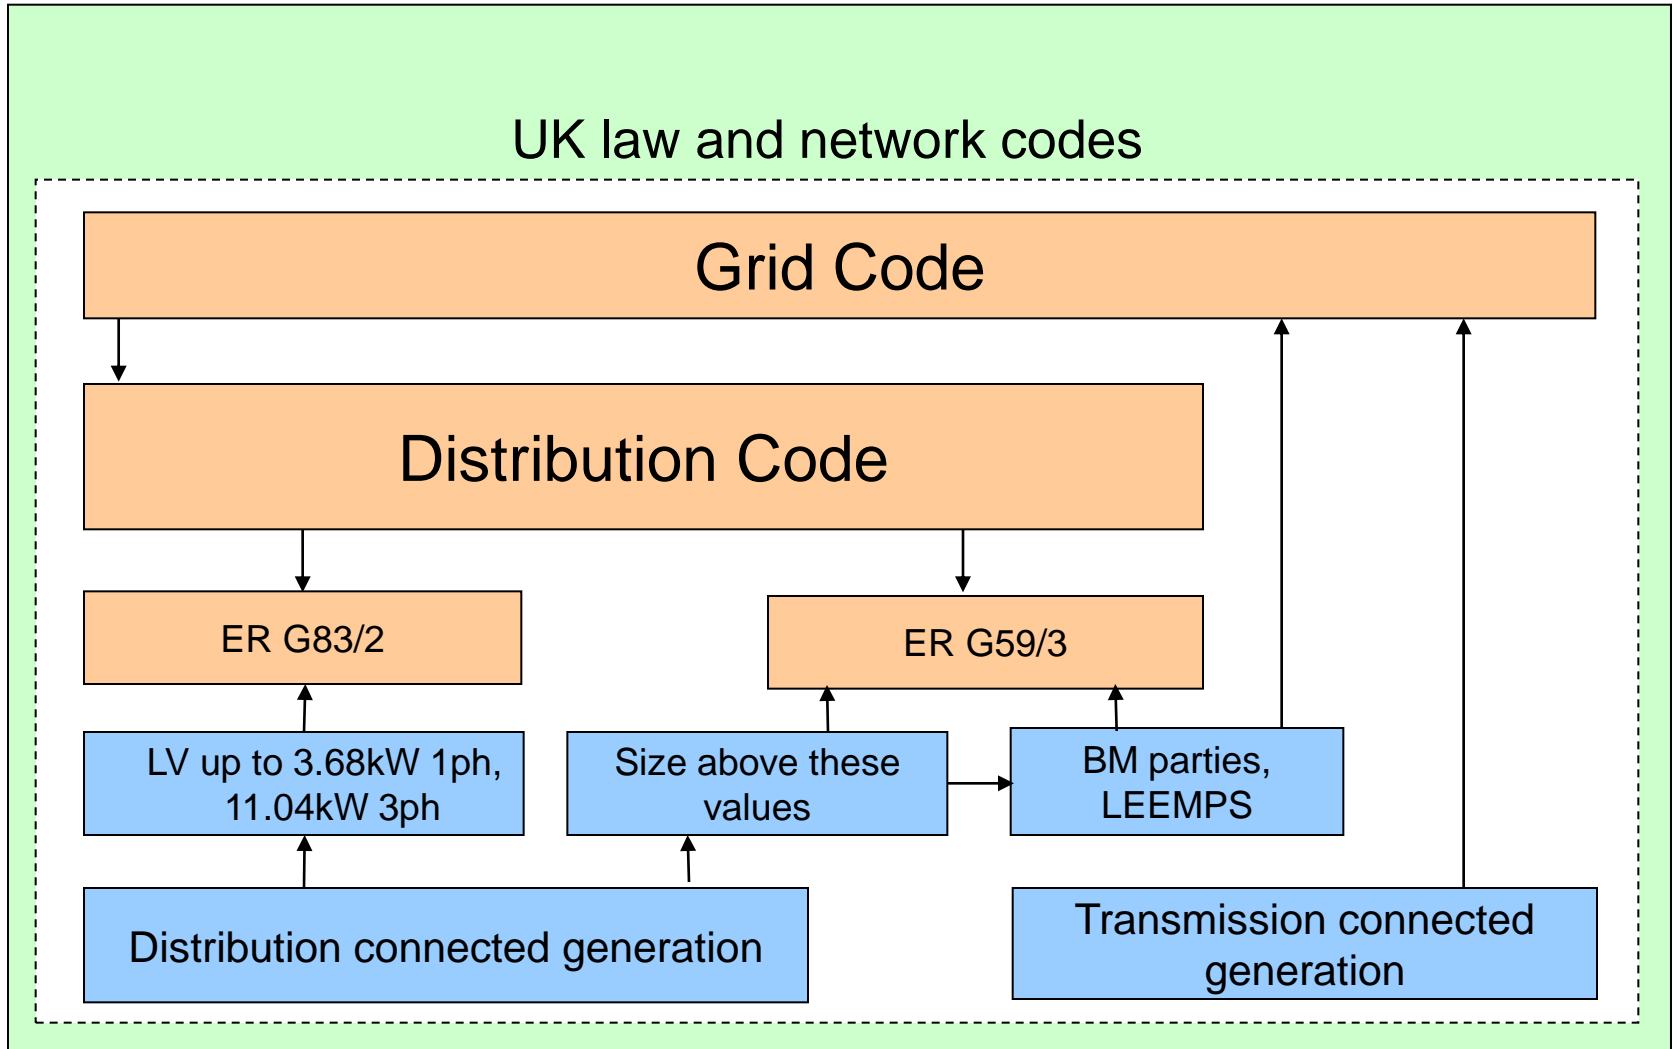 UK law and network codes
Grid Code
Distribution Code
ER G83/2
ER G59/3
LV up to 3.68kW 1ph,
11.04kW 3ph
Size above these
values
BM parties,
LEEMPS
Distribution connected generation
Transmission connected
generation